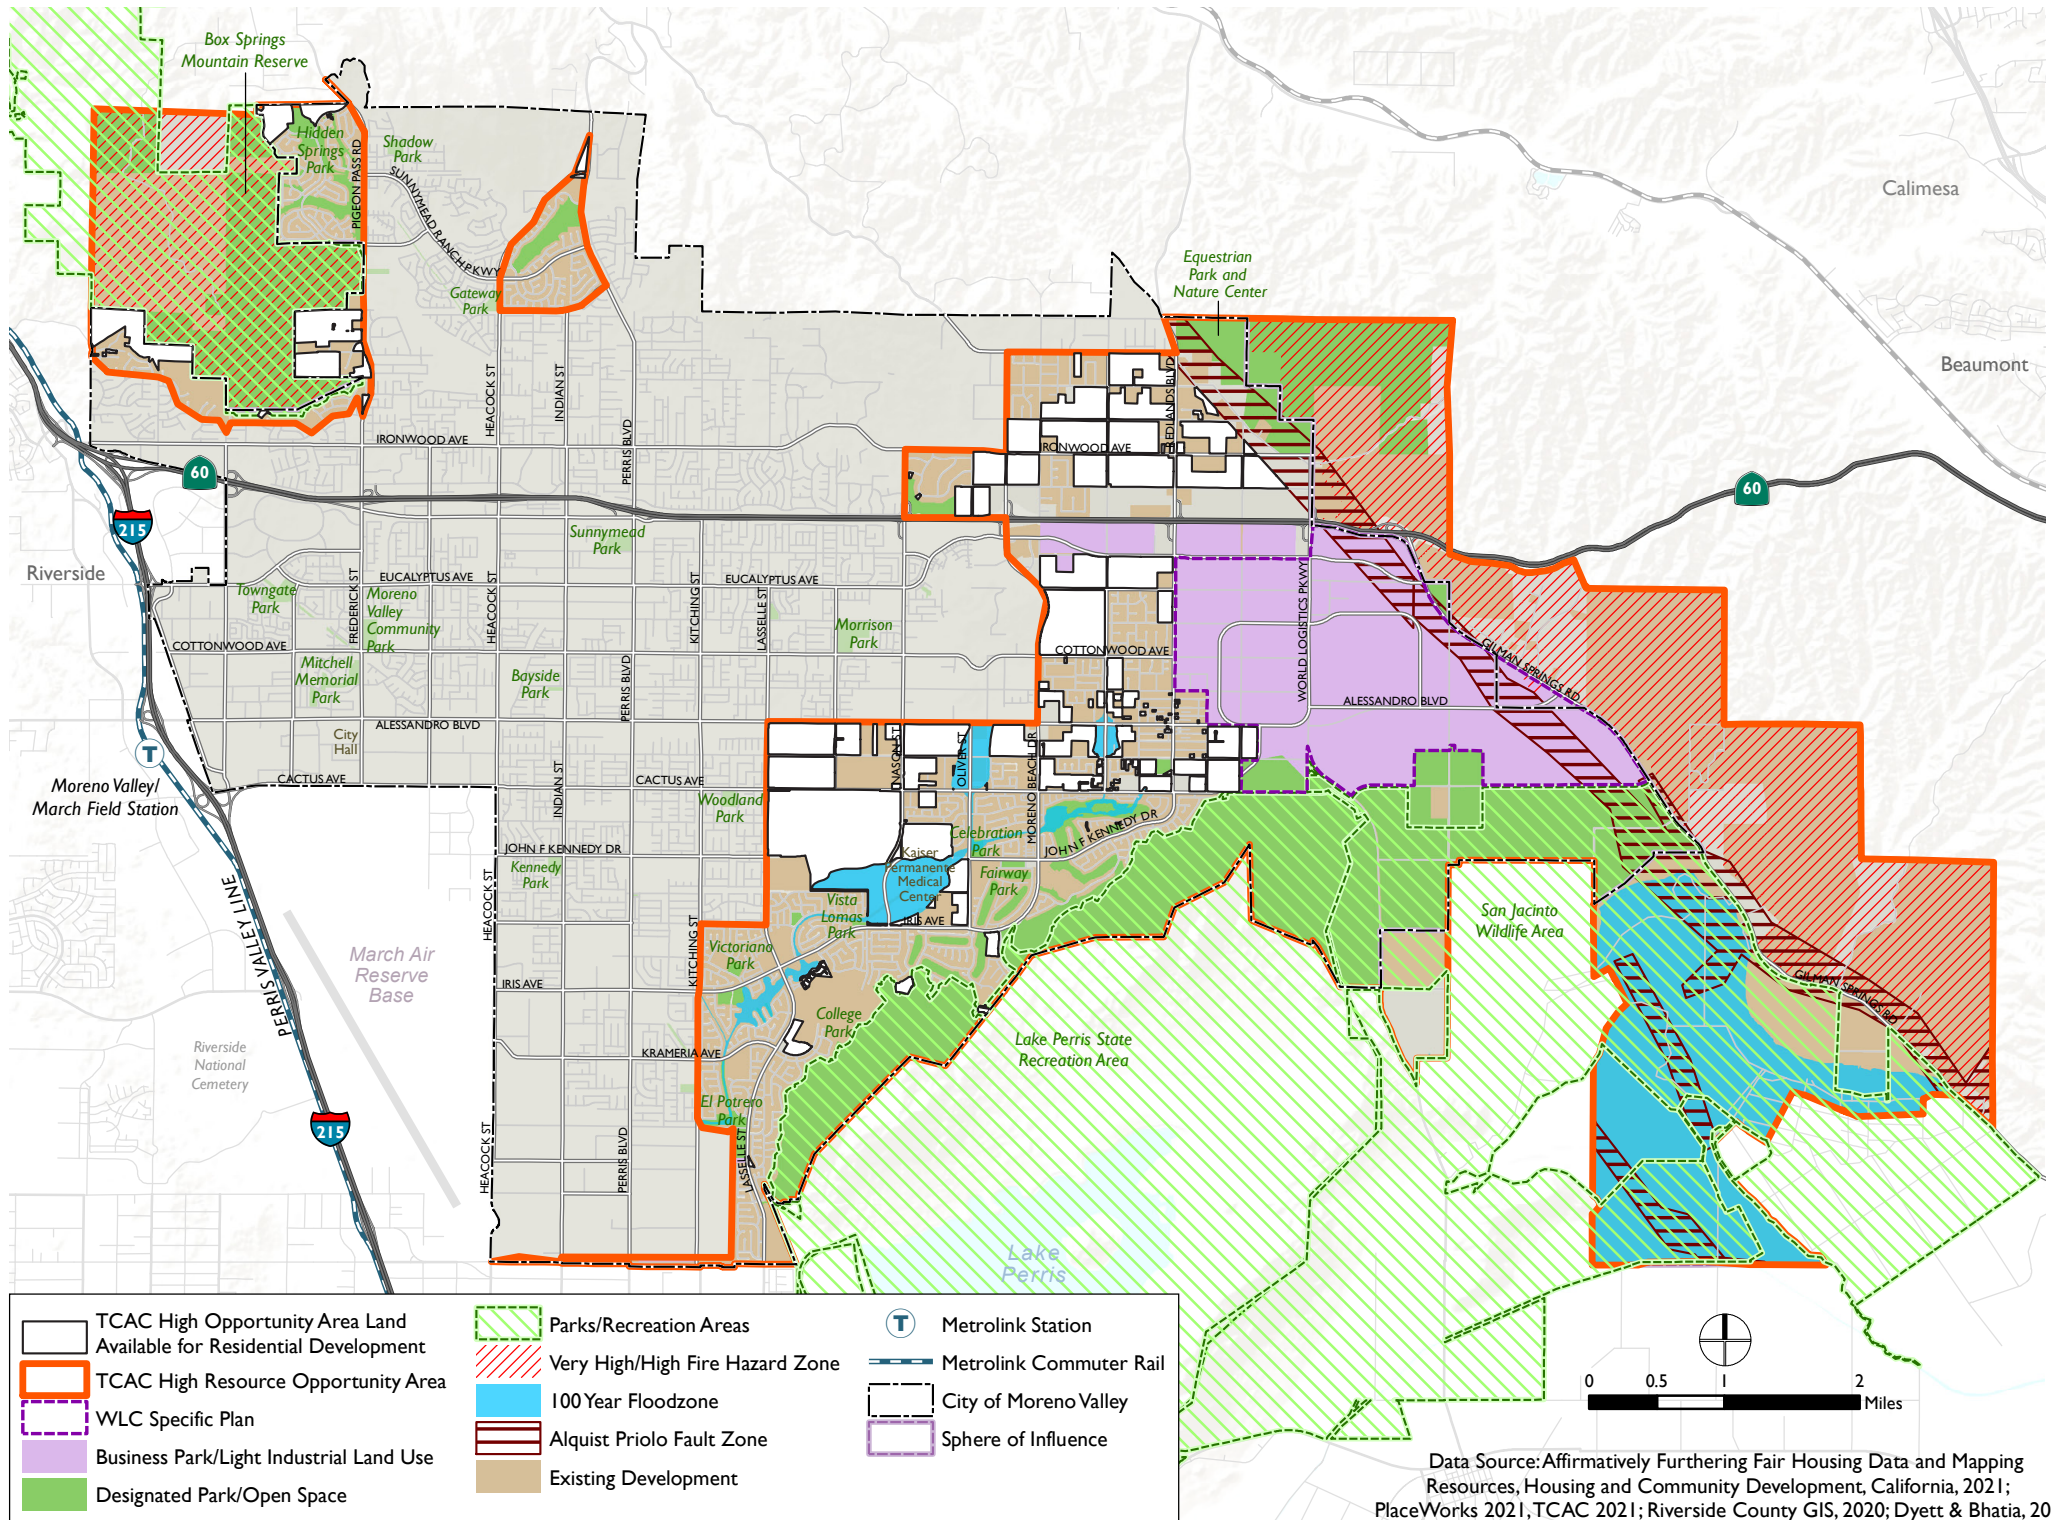 Box Springs
Mountain Reserve
Hidden
Springs
Park
PIGEON PASS RD
Shadow
Park
SUNNYMEAD RANCH PKWY
Gateway
Park
Calimesa
Beaumont
Equestrian
Park and
Nature Center
HEACOCK ST
INDIAN ST
PERRIS BLVD
REDLANDS BLVD
IRONWOOD AVE
IRONWOOD AVE
60
60
215
Riverside
Sunnymead
Park
EUCALYPTUS AVE
EUCALYPTUS AVE
Towngate
Park
FREDERICK ST
Moreno
Valley
Community
Park
HEACOCK ST
KITCHING ST
LASSELLE ST
Morrison
Park
WORLD LOGISTICS PKWY
COTTONWOOD AVE
COTTONWOOD AVE
GILMAN SPRINGS RD
Mitchell
Memorial
Park
Bayside
Park
PERRIS BLVD
ALESSANDRO BLVD
ALESSANDRO BLVD
City
Hall
NASON ST
OLIVER ST
MORENO BEACH DR
T
Moreno Valley/
March Field Station
CACTUS AVE
CACTUS AVE
INDIAN ST
Woodland
Park
Celebration
Park
JOHN F KENNEDY DR
JOHN F KENNEDY DR
Kennedy
Park
Kaiser
Permanente
Medical
Center
Fairway
Park
HEACOCK ST
PERRIS VALLEY LINE
Vista
Lomas
Park
IRIS AVE
San Jacinto
Wildlife Area
March Air
Reserve
Base
KITCHING ST
Victoriano
Park
IRIS AVE
GILMAN SPRINGS RD
College
Park
Lake Perris State
Recreation Area
Riverside
National
Cemetery
KRAMERIA AVE
El Potrero
Park
215
HEACOCK ST
PERRIS BLVD
LASSELLE ST
Lake
Perris
TCAC High Opportunity Area Land
Available for Residential Development
TCAC High Resource Opportunity Area
WLC Specific Plan
Business Park/Light Industrial Land Use
Designated Park/Open Space
Parks/Recreation Areas
Very High/High Fire Hazard Zone
100 Year Floodzone
Alquist Priolo Fault Zone
Existing Development
T
Metrolink Station
Metrolink Commuter Rail
City of Moreno Valley
Sphere of Influence
0 0.5 1 2
Miles
Data Source: Affirmatively Furthering Fair Housing Data and Mapping
Resources, Housing and Community Development, California, 2021;
PlaceWorks 2021, TCAC 2021; Riverside County GIS, 2020; Dyett & Bhatia, 20